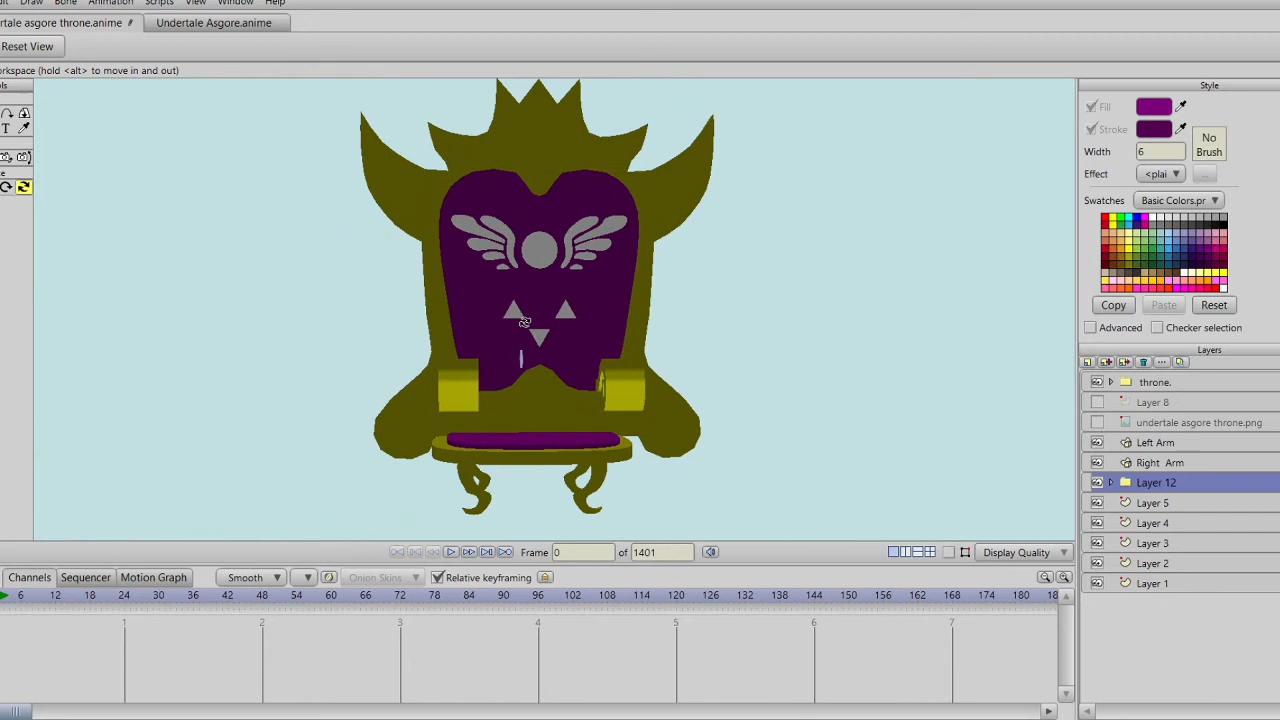 Draw Bone Animation Scripts View Window Help
rtale asgore throne.anime Undertale Asgore.anime
Reset View
orkspace (hold <alt> to move in and out)
Style
Fill
Stroke
Width 6
No
Brush
Effect <plai ...
Swatches Basic Colors.pr
Copy Paste Reset
Advanced Checker selection
Layers
throne.
Layer 8
undertale asgore throne.png
Left Arm
Right Arm
Layer 12
Layer 5
Layer 4
Layer 3
Layer 2
Layer 1
T
Frame 0 of 1401 Display Quality
Channels Sequencer Motion Graph Smooth Onion Skins Relative keyframing
6 12 18 24 30 36 42 48 54 60 66 72 78 84 90 96 102 108 114 120 126 132 138 144 150 156 162 168 174 180 18
1 2 3 4 5 6 7